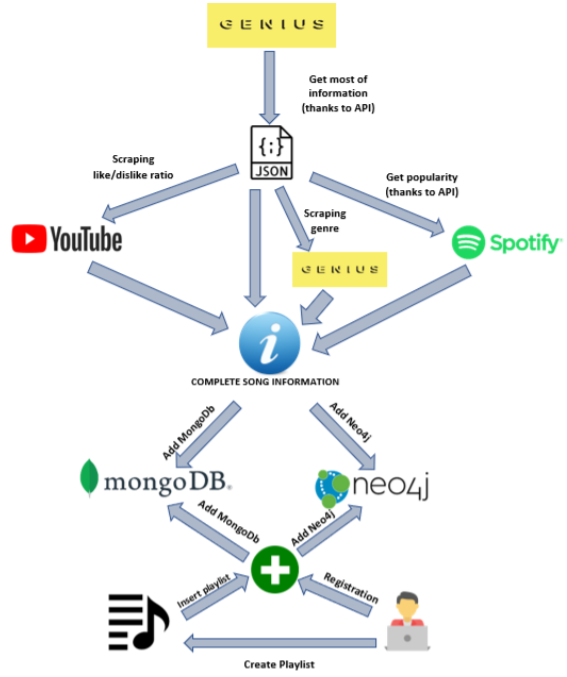 GENIUS
Get most of
information
(thanks to API)
{;}
JSON
Scraping
like/dislike ratio
Get popularity
(thanks to API)
Scraping
genre
YouTube
Spotify
GENIUS
i
COMPLETE SONG INFORMATION
Add MongoDb
Add Neo4j
mongoDB
neo4j
Add MongoDb
Add Neo4j
Insert playlist
Registration
Create Playlist